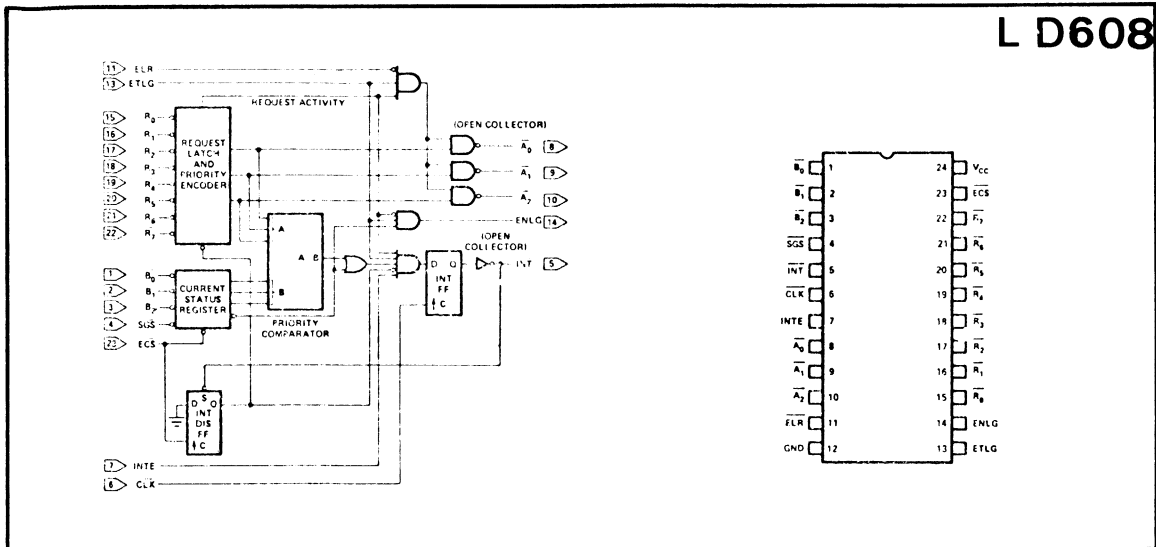 L D608
11 ELR
13 ETLG
REQUEST ACTIVITY
15 R0
16 R1
17 R2
18 R3
19 R4
20 R5
21 R6
22 R7
REQUEST
LATCH
AND
PRIORITY
ENCODER
(OPEN COLLECTOR)
A0 8
A1 9
A2 10
ENLG 14
(OPEN
COLLECTOR)
INT 5
A
B
A B
PRIORITY
COMPARATOR
1 B0
2 B1
3 B2
4 SGS
23 ECS
CURRENT
STATUS
REGISTER
D Q
INT
FF
C
S
D Q
INT
DIS
FF
C
7 INTE
6 CLK
B0 1 24 VCC
B1 2 23 ECS
B2 3 22 R7
SGS 4 21 R6
INT 5 20 R5
CLK 6 19 R4
INTE 7 18 R3
A0 8 17 R2
A1 9 16 R1
A2 10 15 R0
ELR 11 14 ENLG
GND 12 13 ETLG